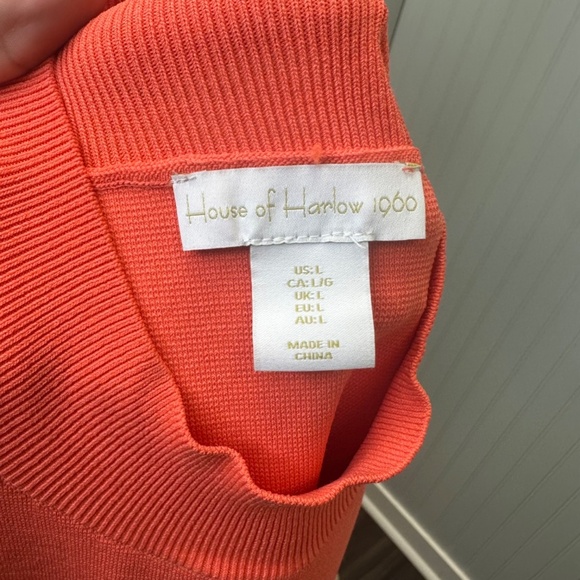 House of Harlow 1960
US: L
CA: L/G
UK: L
EU: L
AU: L
MADE IN
CHINA